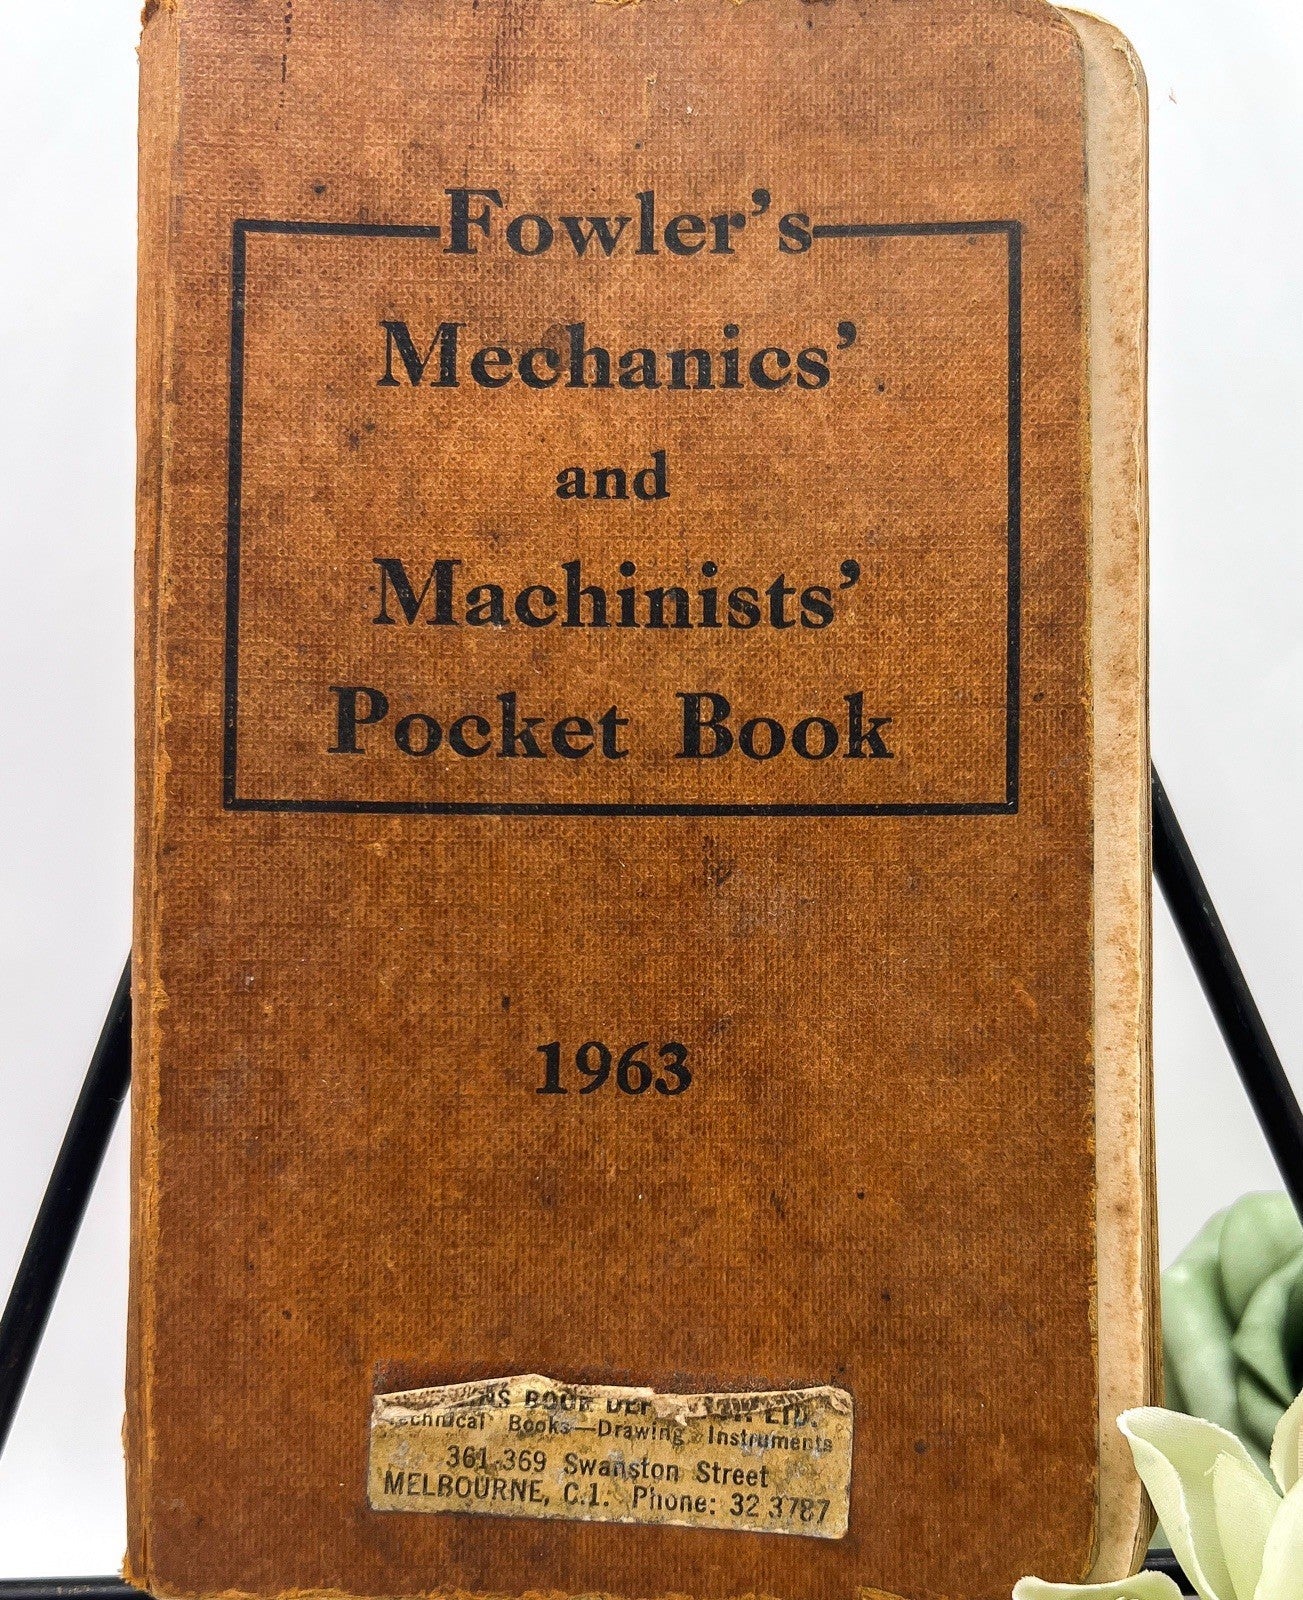 Fowler's
Mechanics'
and
Machinists'
Pocket Book
1963
BOOK
Technical Books—Drawing Instruments
361-369 Swanston Street
MELBOURNE, C.1. Phone: 32 3787